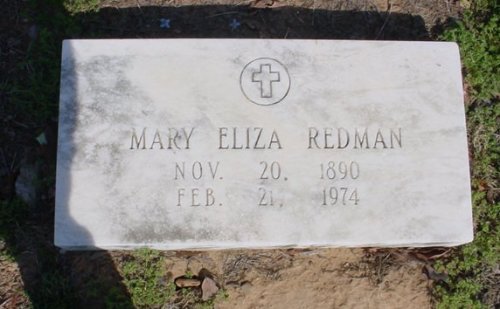 MARY ELIZA REDMAN
NOV. 20, 1890
FEB. 21, 1974